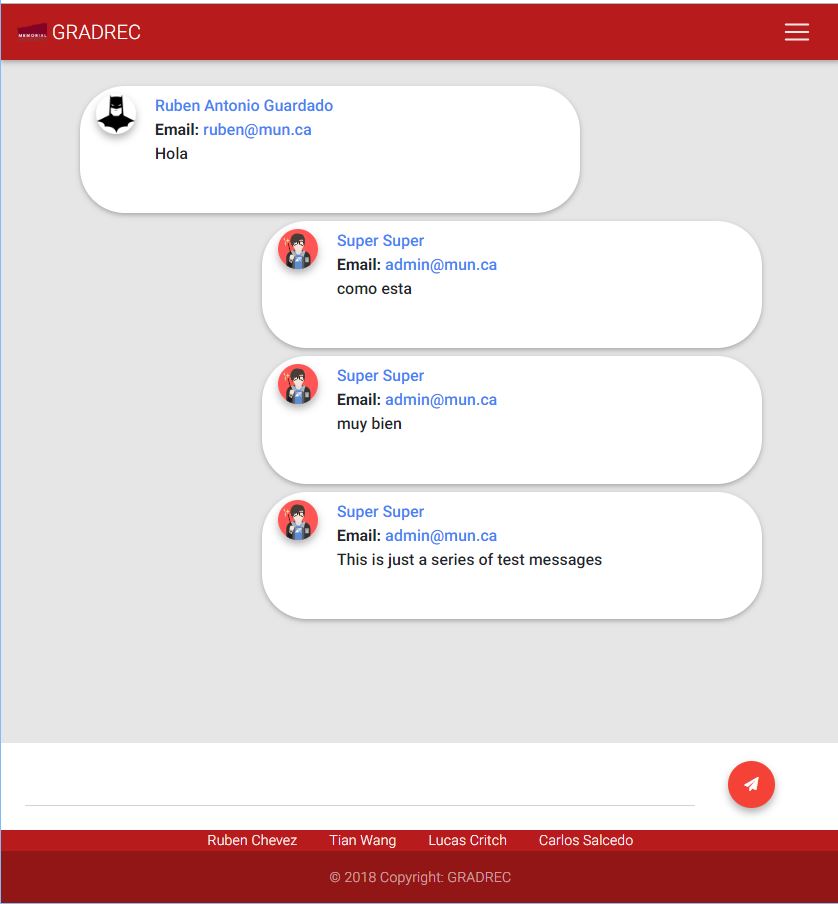 MEMORIAL GRADREC
Ruben Antonio Guardado
Email: ruben@mun.ca
Hola
Super Super
Email: admin@mun.ca
como esta
Super Super
Email: admin@mun.ca
muy bien
Super Super
Email: admin@mun.ca
This is just a series of test messages
Ruben Chevez Tian Wang Lucas Critch Carlos Salcedo
© 2018 Copyright: GRADREC